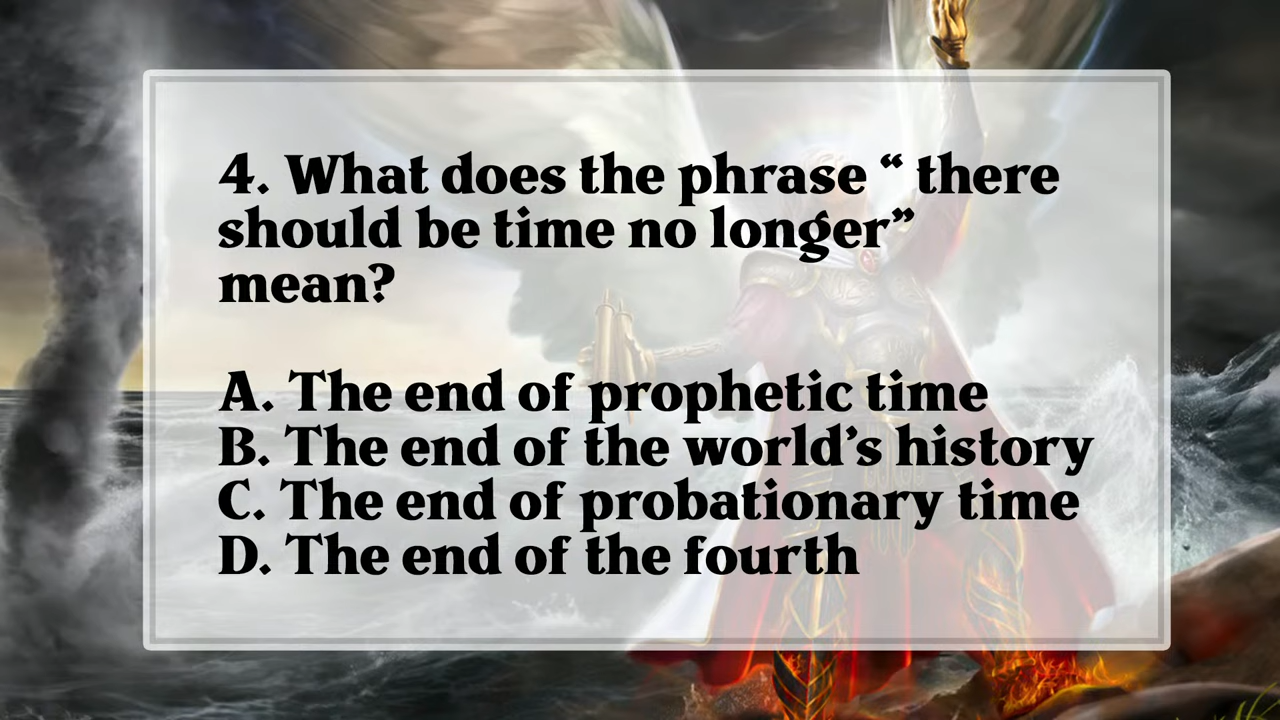 4. What does the phrase “ there
should be time no longer”
mean?
A. The end of prophetic time
B. The end of the world’s history
C. The end of probationary time
D. The end of the fourth